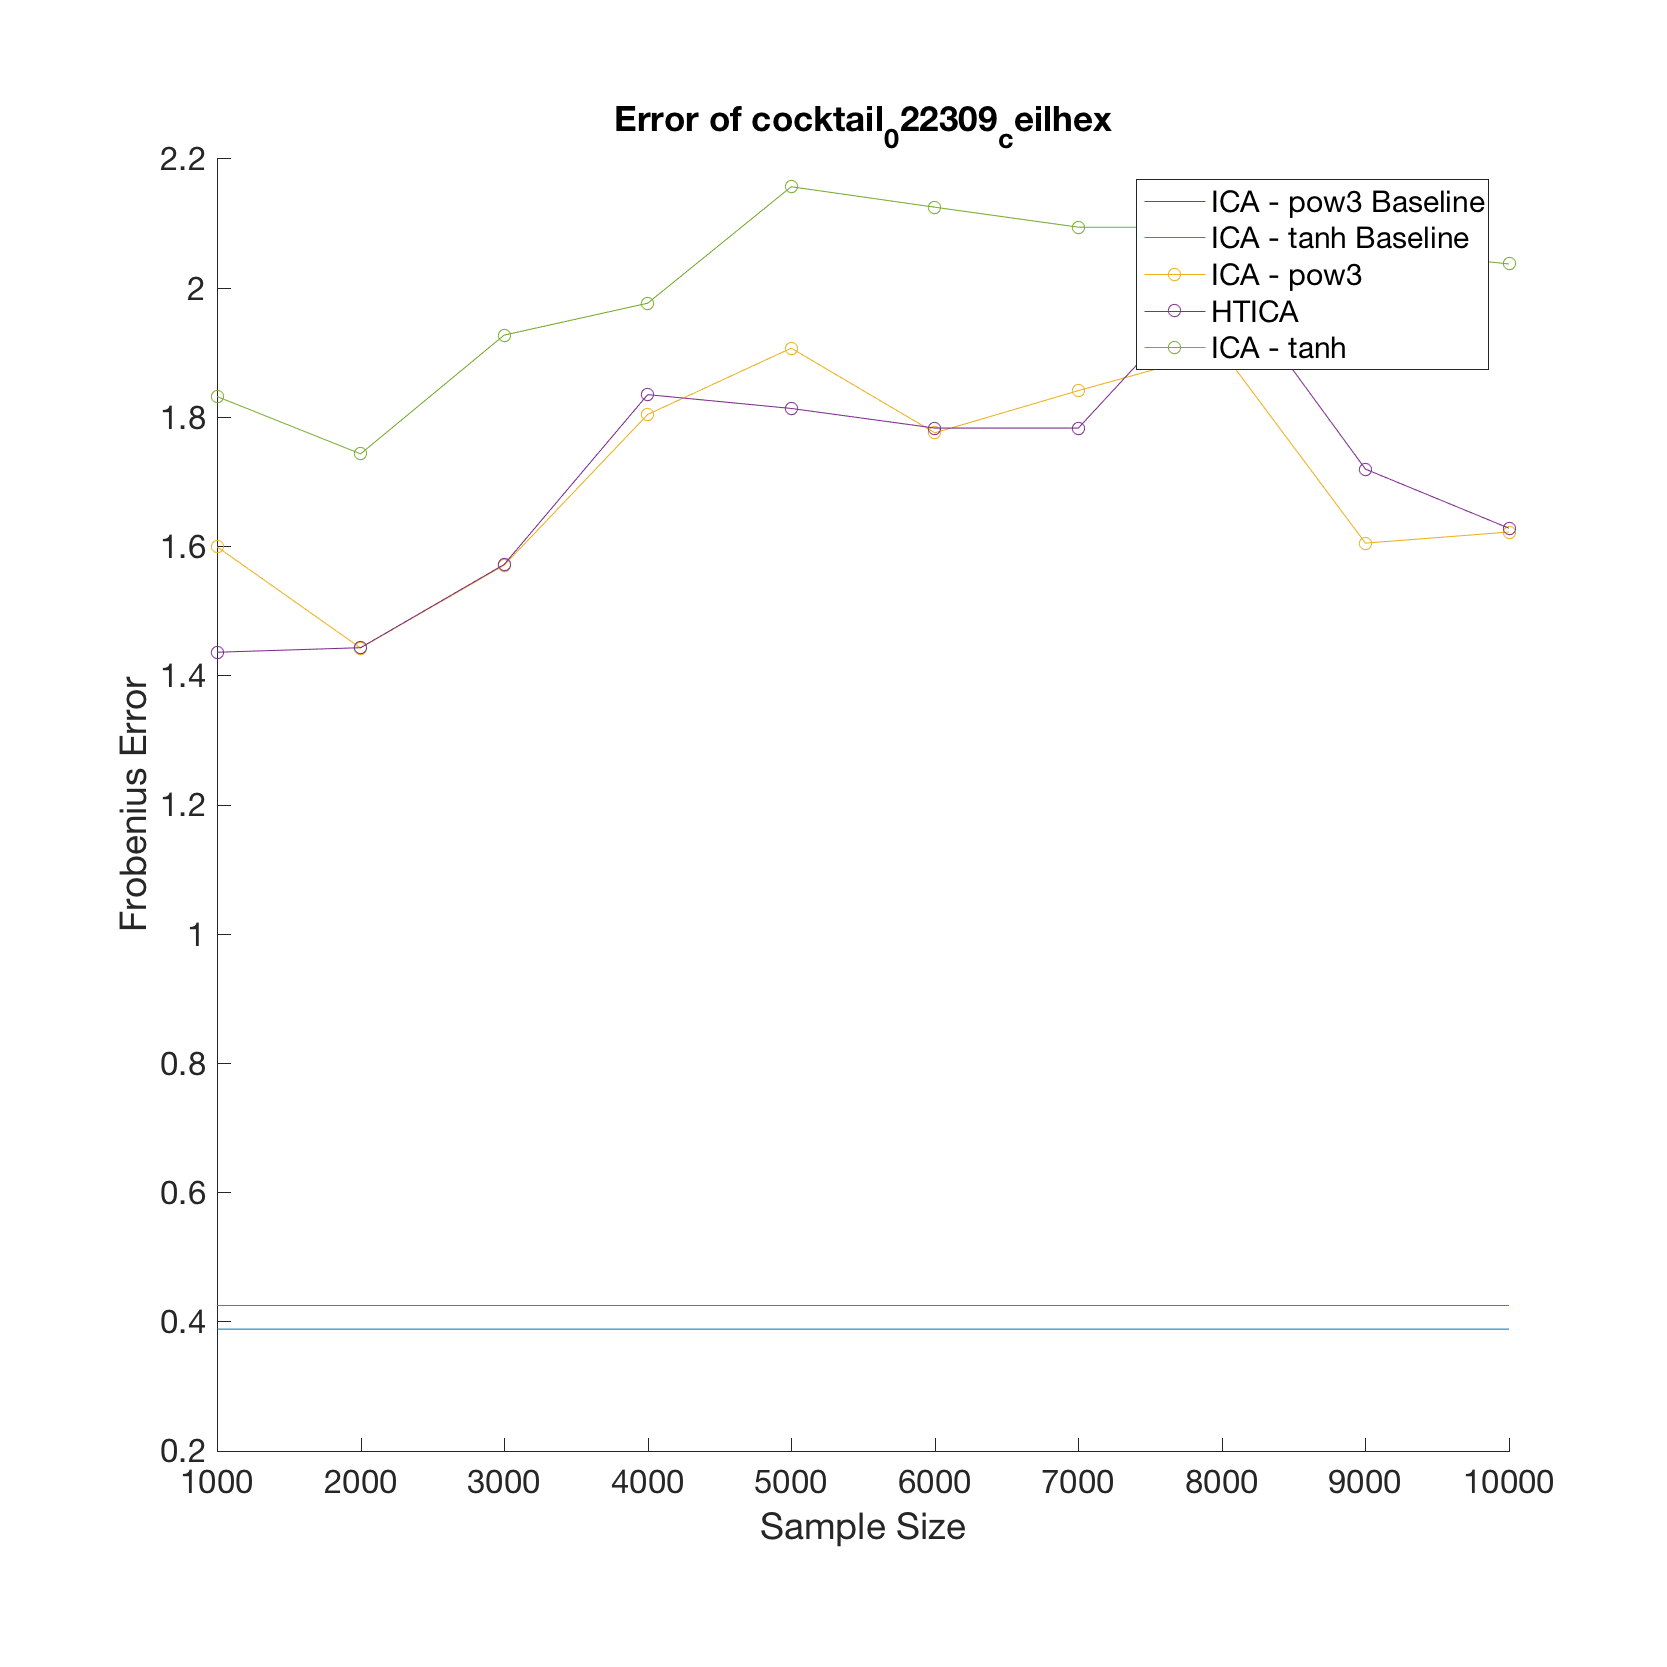 Error of cocktail_022309_ceilhex
2.2
2
1.8
1.6
1.4
1.2
1
0.8
0.6
0.4
0.2
Frobenius Error
ICA - pow3 Baseline
ICA - tanh Baseline
ICA - pow3
HTICA
ICA - tanh
1000 2000 3000 4000 5000 6000 7000 8000 9000 10000
Sample Size